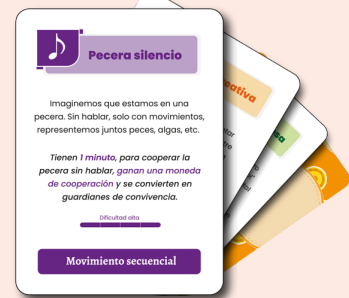 Pecera silencio
Imaginemos que estamos en una
pecera. Sin hablar, solo con movimientos,
representemos juntos peces, algas, etc.
Tienen 1 minuto, para cooperar la
pecera sin hablar, ganan una moneda
de cooperación y se convierten en
guardianes de convivencia.
Dificultad alta
Movimiento secuencial